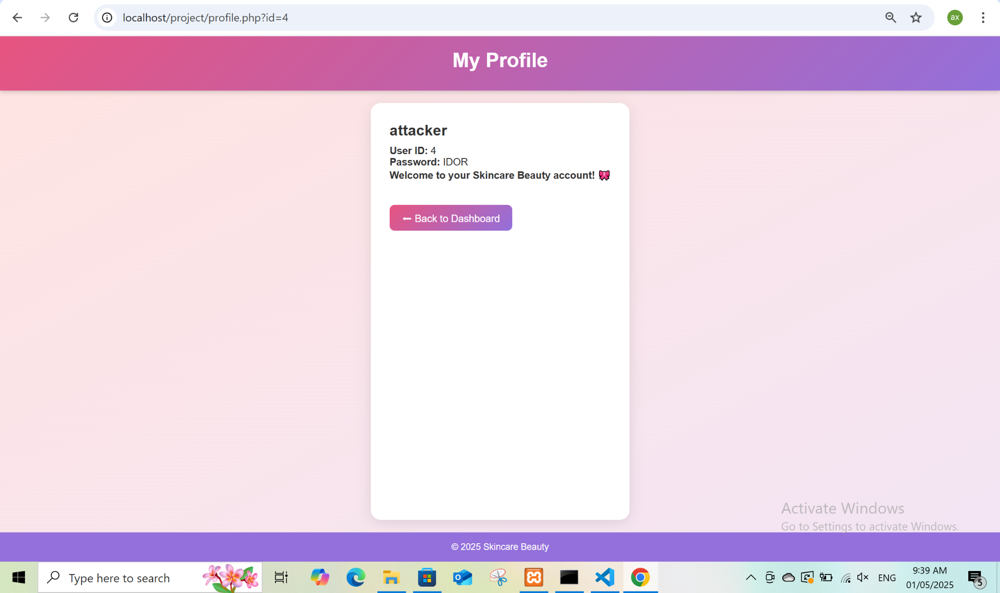 localhost/project/profile.php?id=4
ax
My Profile
attacker
User ID: 4
Password: IDOR
Welcome to your Skincare Beauty account! 🎀
⬅ Back to Dashboard
Activate Windows
Go to Settings to activate Windows.
© 2025 Skincare Beauty
Type here to search
ENG
9:39 AM
01/05/2025
5